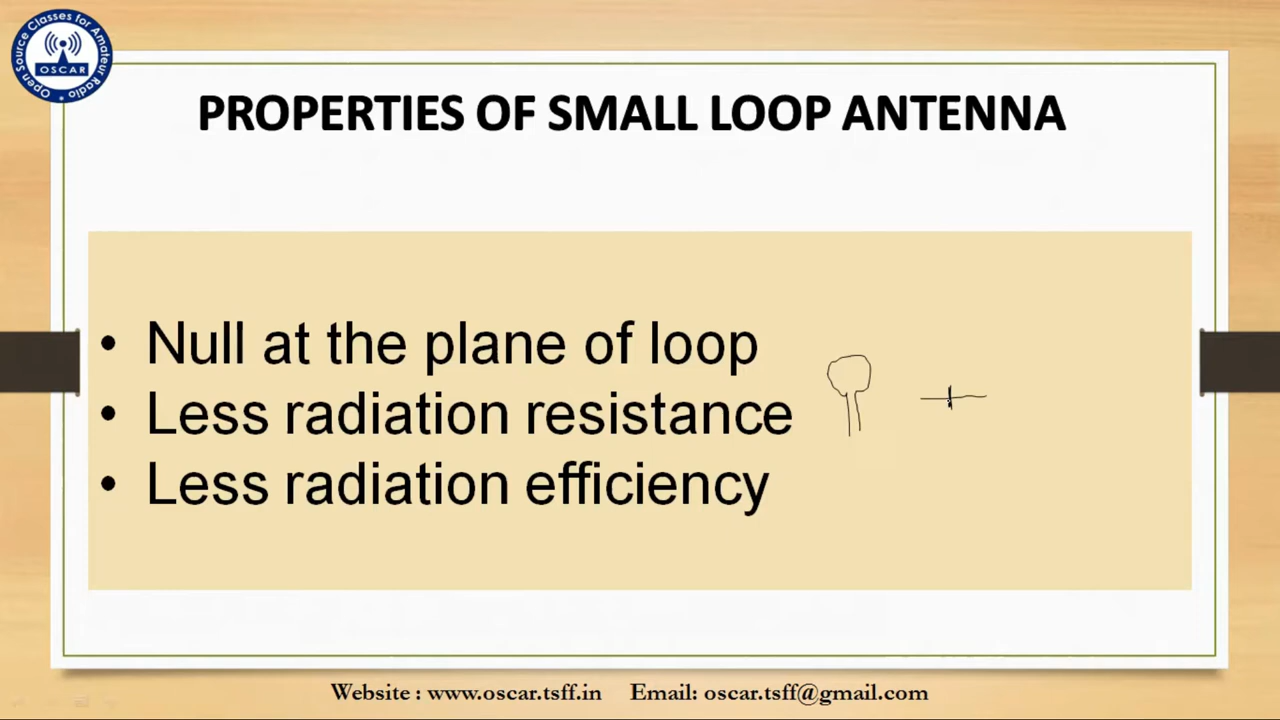 Open Source Classes for Amateur Radio
OSCAR
PROPERTIES OF SMALL LOOP ANTENNA
• Null at the plane of loop
• Less radiation resistance
• Less radiation efficiency
Website : www.oscar.tsff.in Email: oscar.tsff@gmail.com